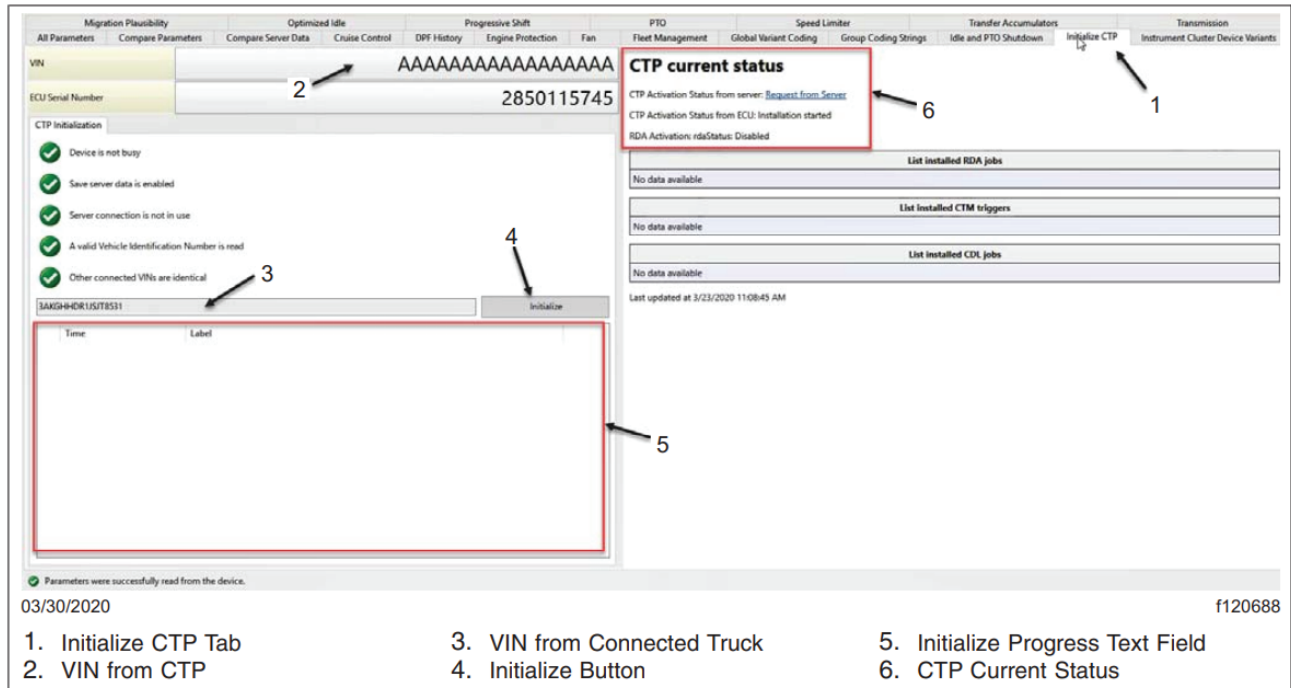 Migration Plausibility Optimized Idle Progressive Shift PTO Speed Limiter Transfer Accumulators Transmission
All Parameters Compare Parameters Compare Server Data Cruise Control DPF History Engine Protection Fan Fleet Management Global Variant Coding Group Coding Strings Idle and PTO Shutdown Initialize CTP Instrument Cluster Device Variants
VIN AAAAAAAAAAAAAAAAA
2
ECU Serial Number 2850115745
CTP current status
CTP Activation Status from server: Request from Server
6
1
CTP Activation Status from ECU: Installation started
RDA Activation: rdaStatus: Disabled
CTP Initialization
Device is not busy
Save server data is enabled
Server connection is not in use
A valid Vehicle Identification Number is read
Other connected VINs are identical
3
4
3AKGHHDR1JSJT8531 Initialize
Time Label
5
List installed RDA jobs
No data available
List installed CTM triggers
No data available
List installed CDL jobs
No data available
Last updated at 3/23/2020 11:08:45 AM
Parameters were successfully read from the device.
03/30/2020 f120688
1. Initialize CTP Tab
2. VIN from CTP
3. VIN from Connected Truck
4. Initialize Button
5. Initialize Progress Text Field
6. CTP Current Status